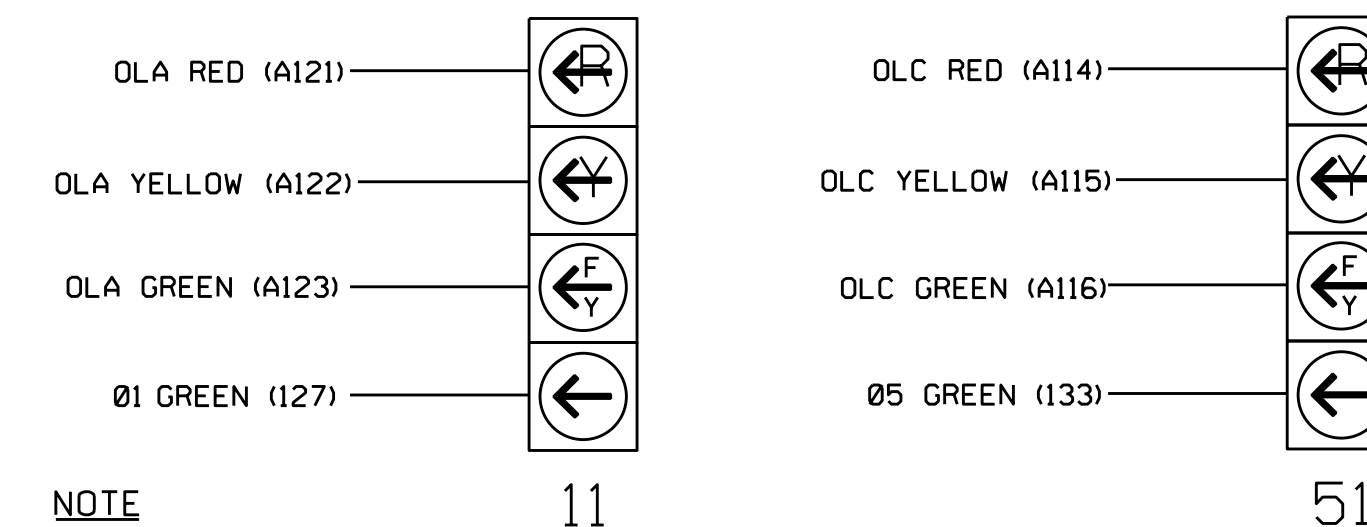 OLA RED (A121)
R
OLA YELLOW (A122)
Y
OLA GREEN (A123)
F
Y
Ø1 GREEN (127)
11
OLC RED (A114)
R
OLC YELLOW (A115)
Y
OLC GREEN (A116)
F
Y
Ø5 GREEN (133)
51
NOTE